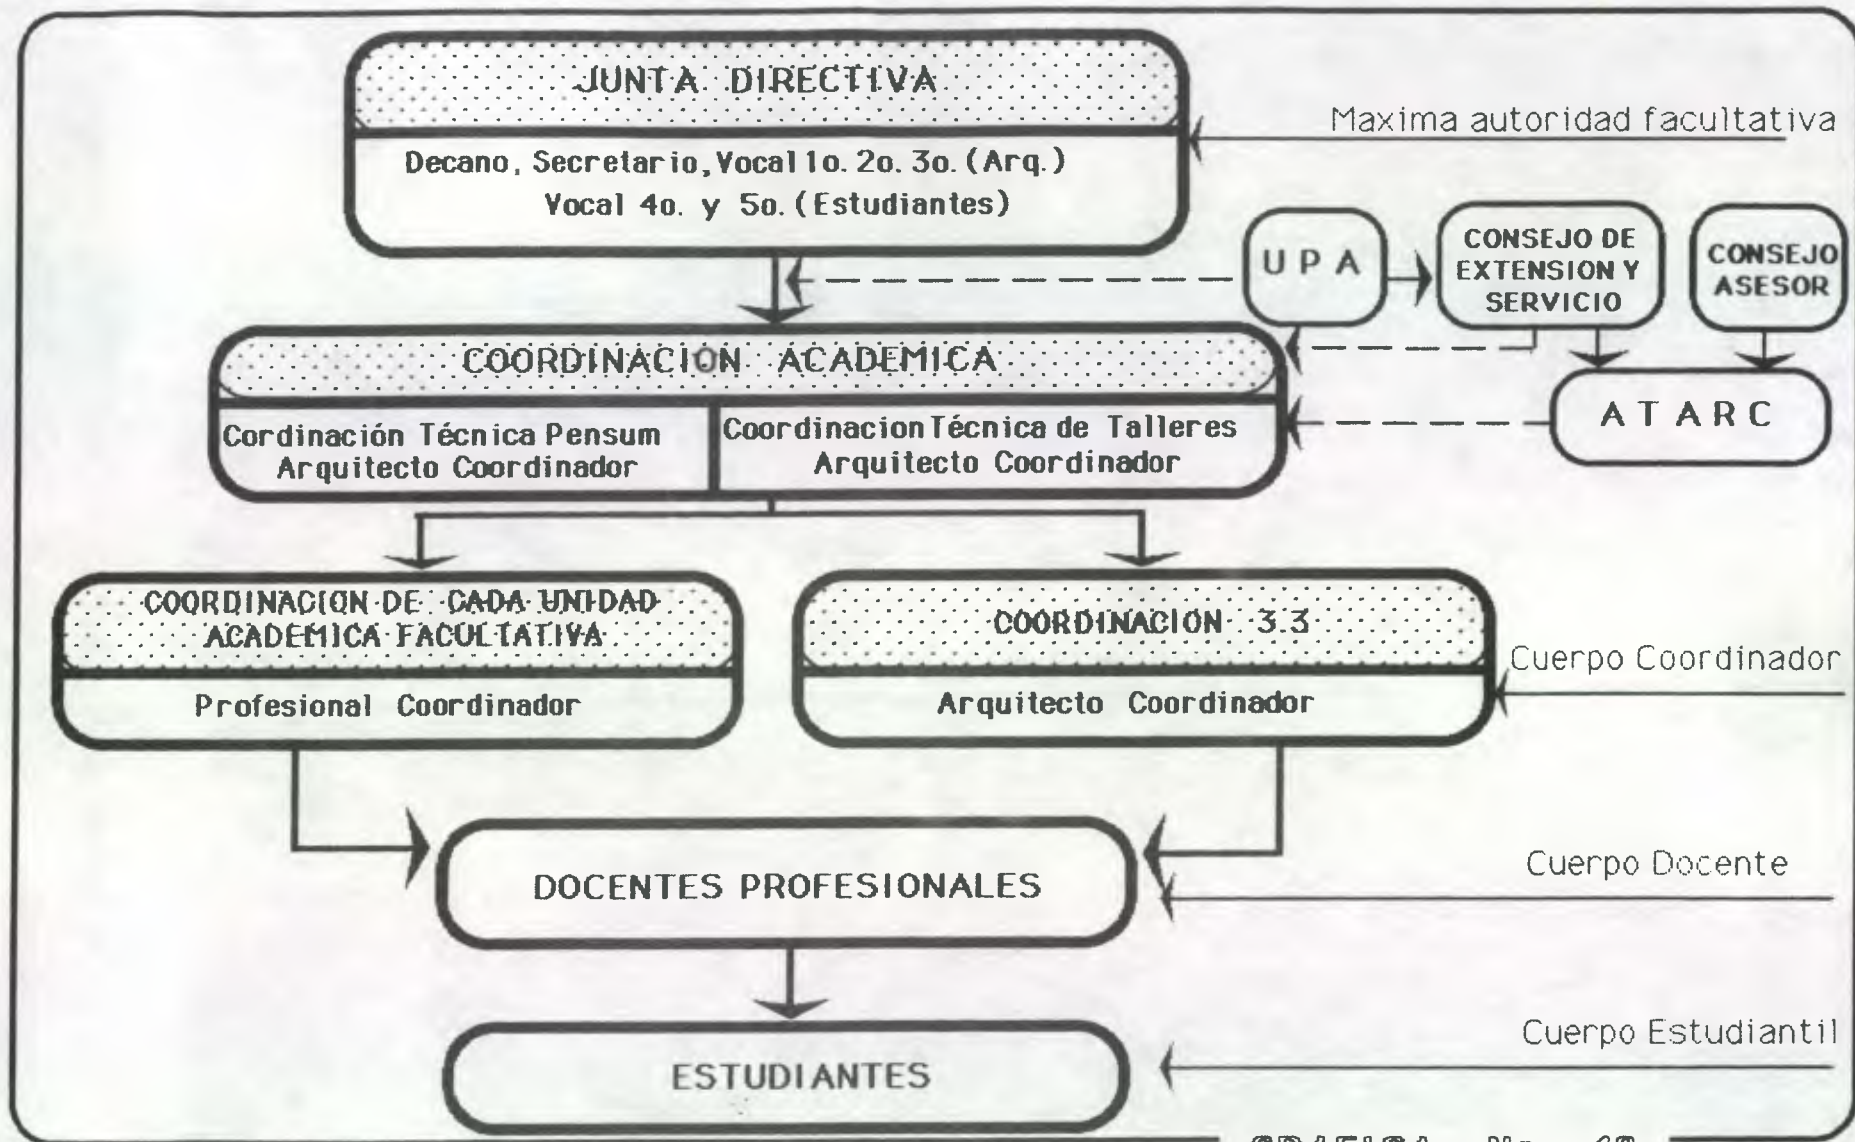 JUNTA DIRECTIVA
Maxima autoridad facultativa
Decano, Secretario, Vocal 1o. 2o. 3o. (Arq.)
Vocal 4o. y 5o. (Estudiantes)
U P A
CONSEJO DE
EXTENSION Y
SERVICIO
CONSEJO
ASESOR
COORDINACION ACADEMICA
A T A R C
Cordinación Técnica Pensum
Arquitecto Coordinador
Coordinacion Técnica de Talleres
Arquitecto Coordinador
COORDINACION DE CADA UNIDAD
ACADEMICA FACULTATIVA
Profesional Coordinador
COORDINACION 3.3
Arquitecto Coordinador
Cuerpo Coordinador
DOCENTES PROFESIONALES
Cuerpo Docente
ESTUDIANTES
Cuerpo Estudiantil
GRAFICA No.